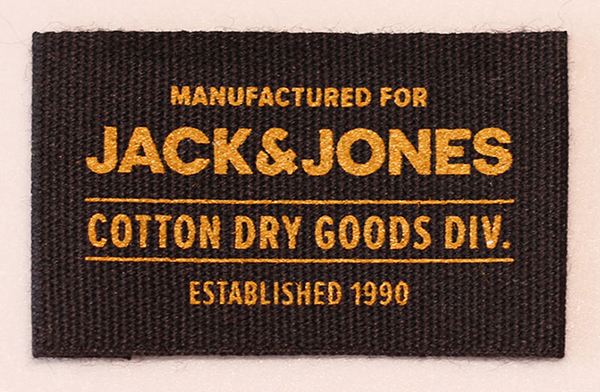 MANUFACTURED FOR
JACK&JONES
COTTON DRY GOODS DIV.
ESTABLISHED 1990